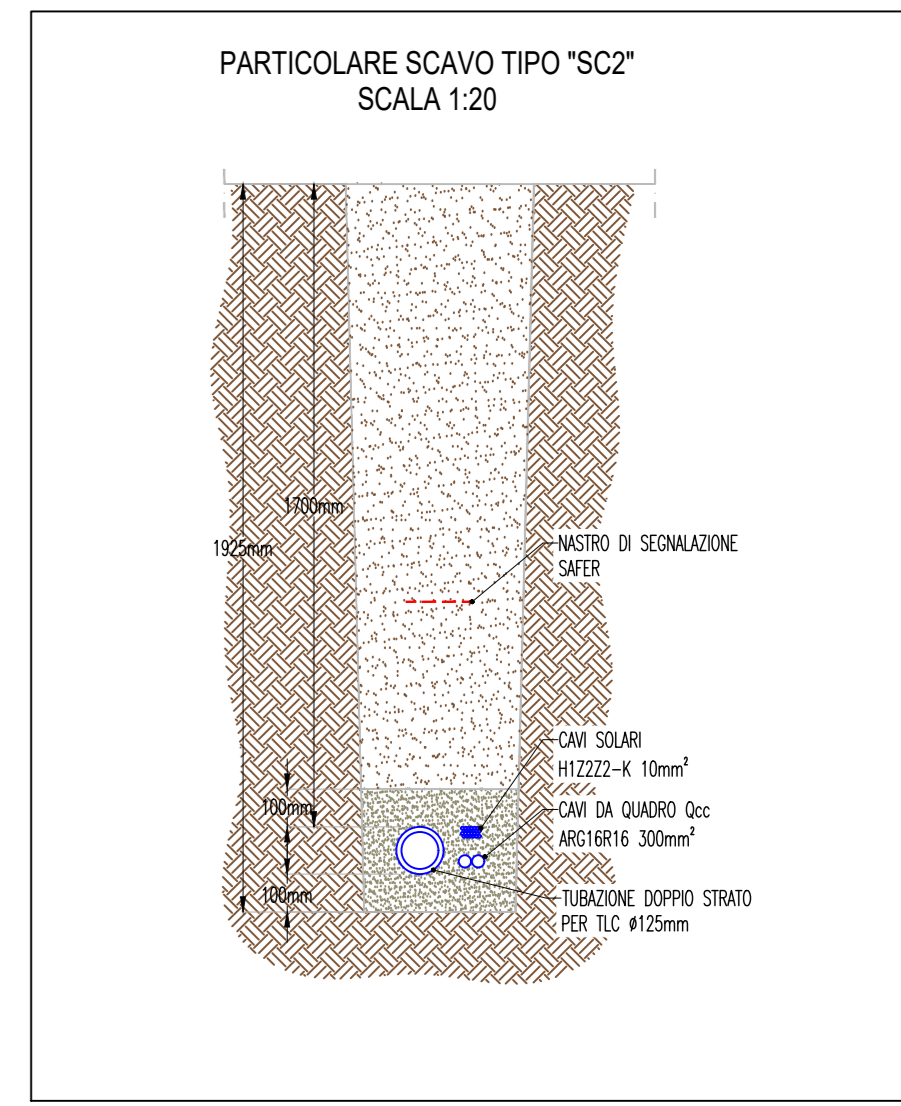 PARTICOLARE SCAVO TIPO "SC2"
SCALA 1:20
1700mm
1925mm
NASTRO DI SEGNALAZIONE
SAFER
CAVI SOLARI
H1Z2Z2-K 10mm²
100mm
CAVI DA QUADRO Qcc
ARG16R16 300mm²
100mm
TUBAZIONE DOPPIO STRATO
PER TLC Ø125mm